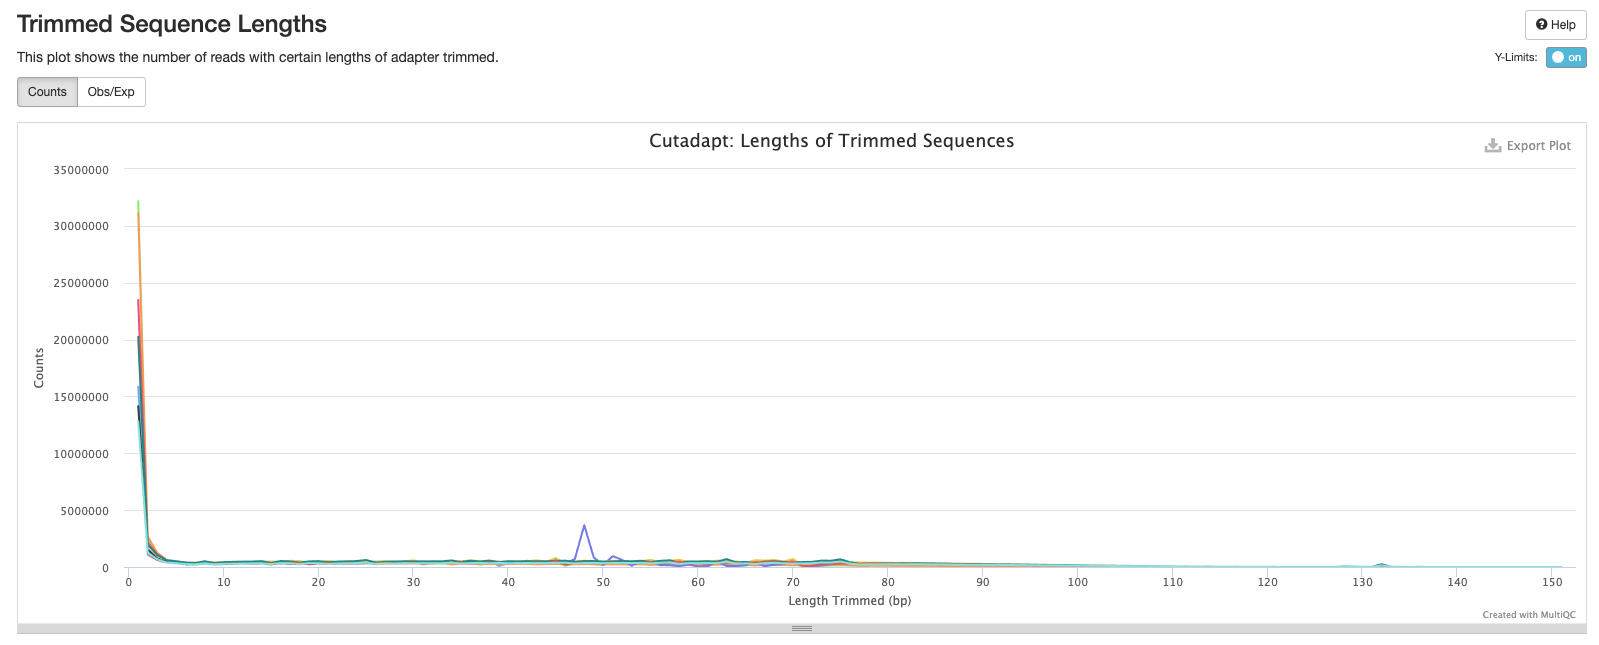 Trimmed Sequence Lengths
Help
This plot shows the number of reads with certain lengths of adapter trimmed.
Y-Limits: on
Counts Obs/Exp
Cutadapt: Lengths of Trimmed Sequences
Export Plot
35000000
30000000
25000000
20000000
15000000
10000000
5000000
0
Counts
0 10 20 30 40 50 60 70 80 90 100 110 120 130 140 150
Length Trimmed (bp)
Created with MultiQC